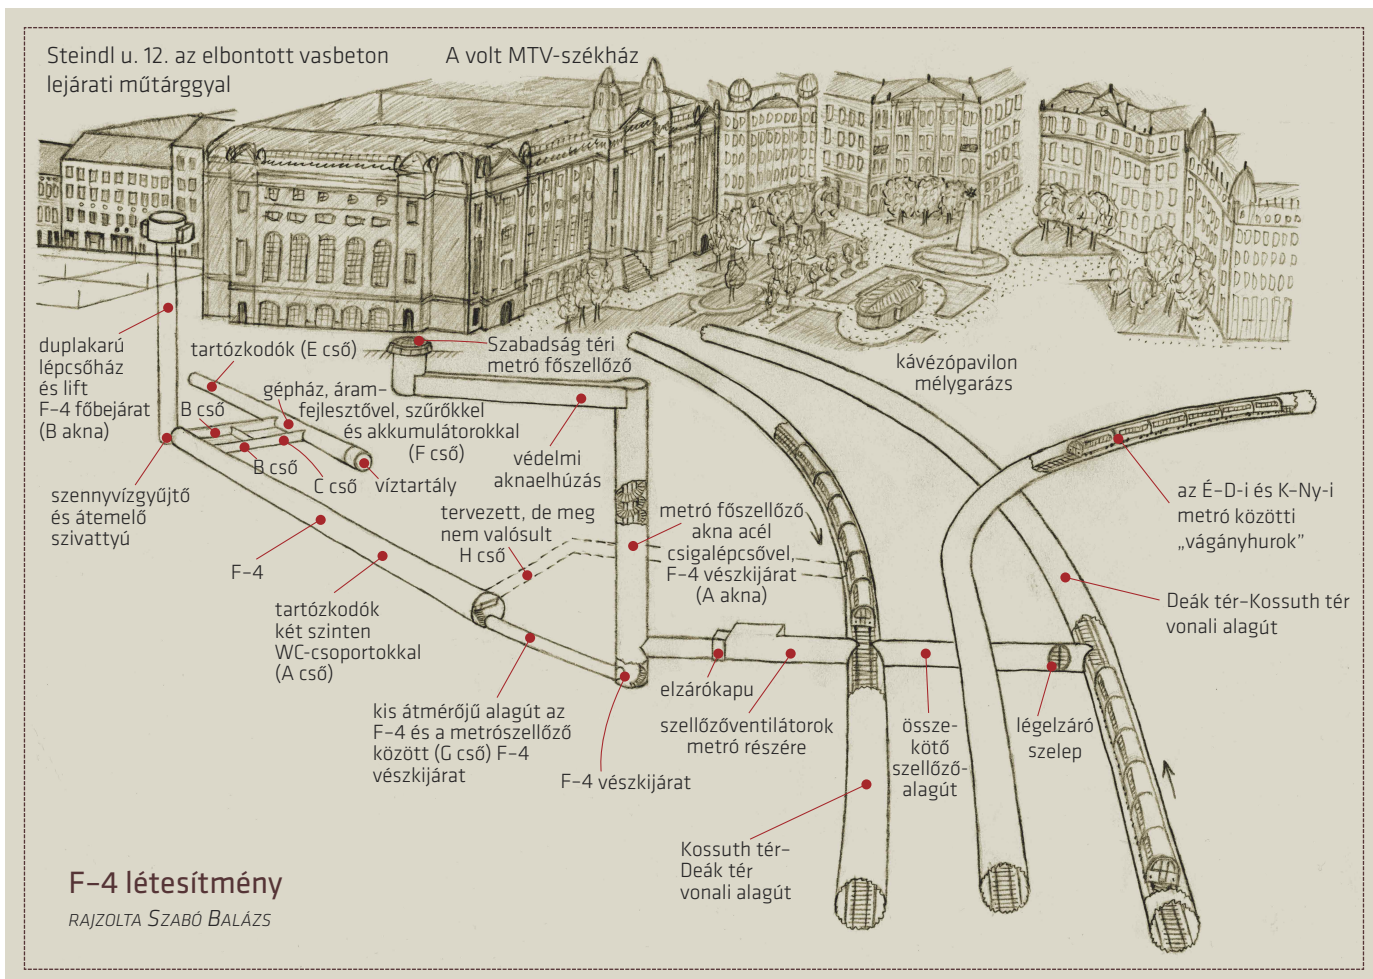 Steindl u. 12. az elbontott vasbeton
lejárati műtárggyal
A volt MTV-székház
duplakarú
lépcsőház
és lift
F–4 főbejárat
(B akna)
tartózkodók (E cső)
gépház, áram–
fejlesztővel, szűrőkkel
és akkumulátorokkal
(F cső)
B cső
B cső
C cső
víztartály
Szabadság téri
metró főszellőző
kávézópavilon
mélygarázs
védelmi
aknaelhúzás
szennyvízgyűjtő
és átemelő
szivattyú
F–4
tartózkodók
két szinten
WC-csoportokkal
(A cső)
tervezett, de meg
nem valósult
H cső
metró főszellőző
akna acél
csigalépcsővel,
F–4 vészkijárat
(A akna)
az É–D-i és K–Ny-i
metró közötti
„vágányhurok”
Deák tér–Kossuth tér
vonali alagút
kis átmérőjű alagút az
F–4 és a metrószellőző
között (G cső) F–4
vészkijárat
F–4 vészkijárat
elzárókapu
szellőzőventilátorok
metró részére
össze-
kötő
szellőző-
alagút
légelzáró
szelep
Kossuth tér–
Deák tér
vonali alagút
F–4 létesítmény
RAJZOLTA SZABÓ BALÁZS